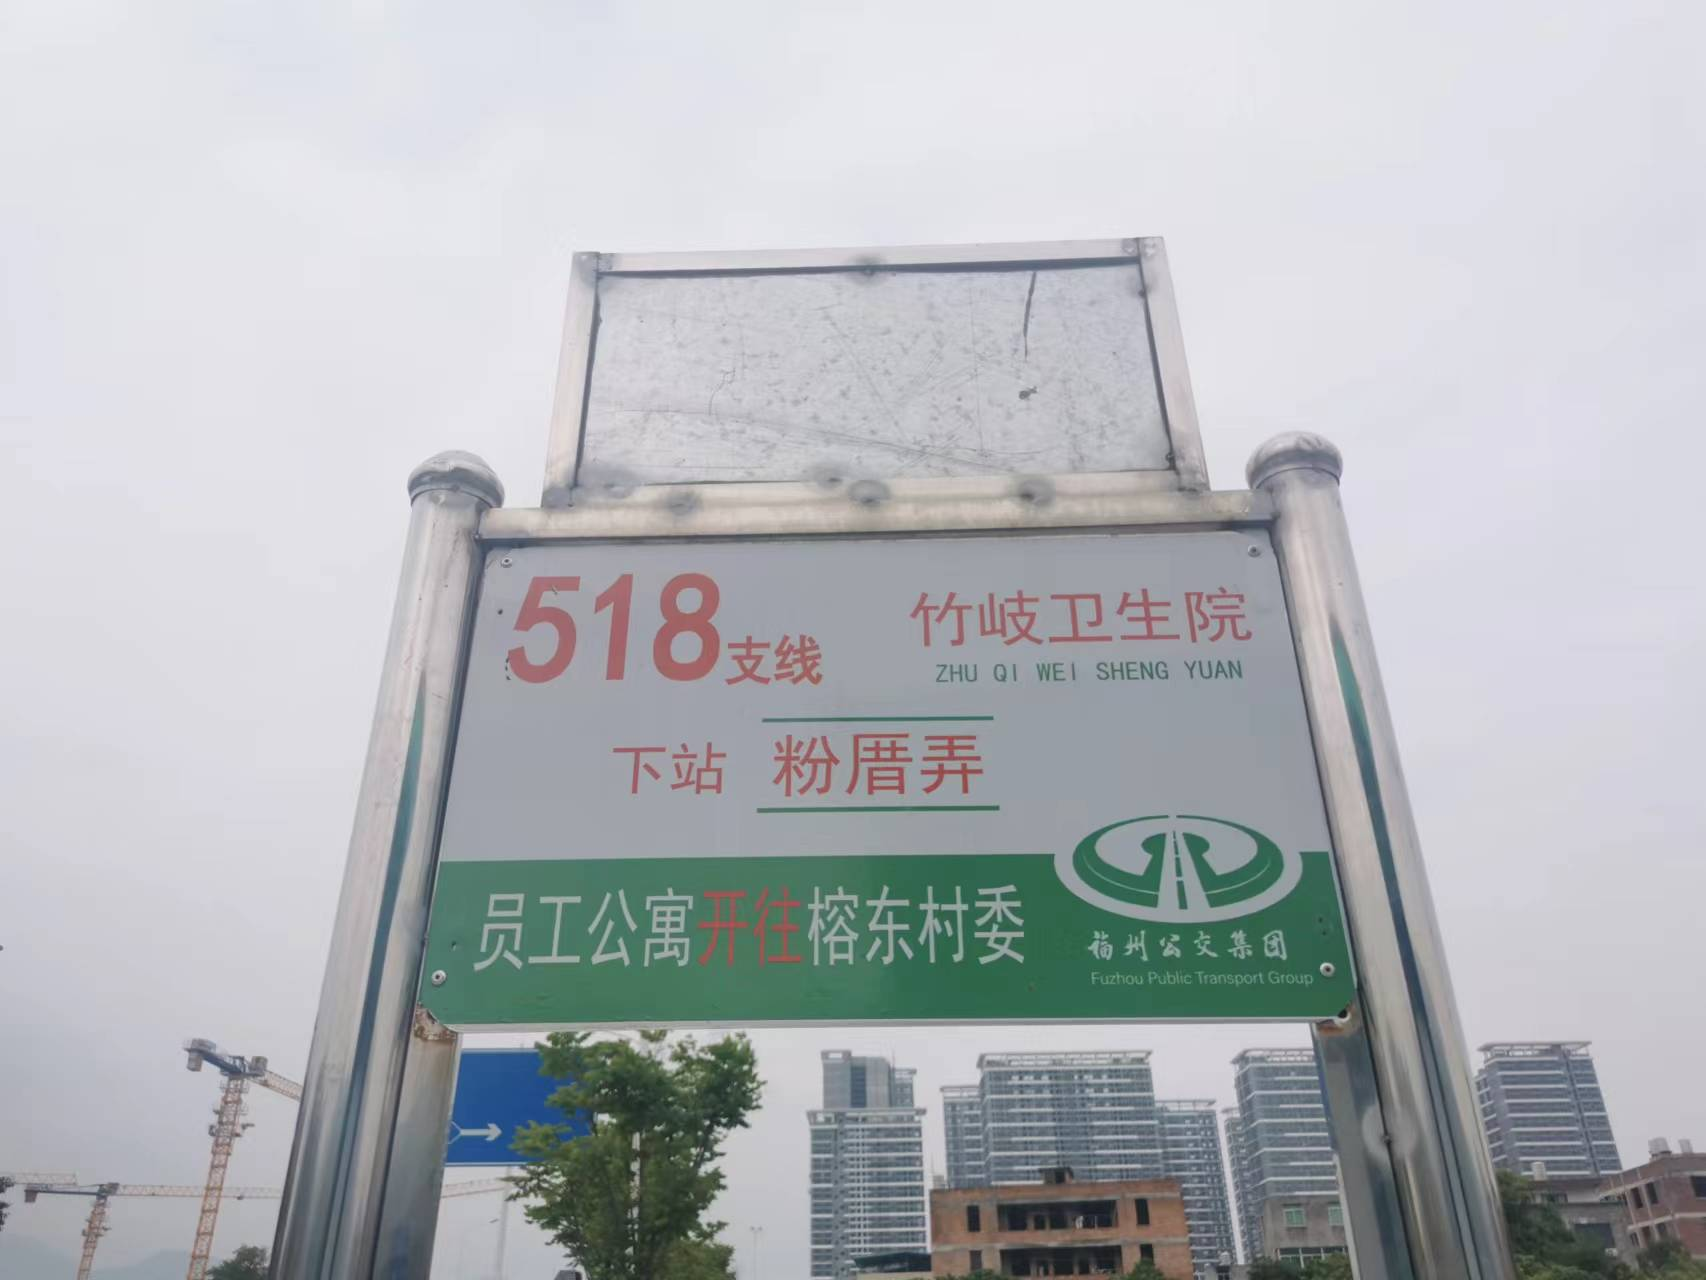 518支线
竹岐卫生院
ZHU QI WEI SHENG YUAN
下站 粉厝弄
员工公寓开往榕东村委
福州公交集团
Fuzhou Public Transport Group